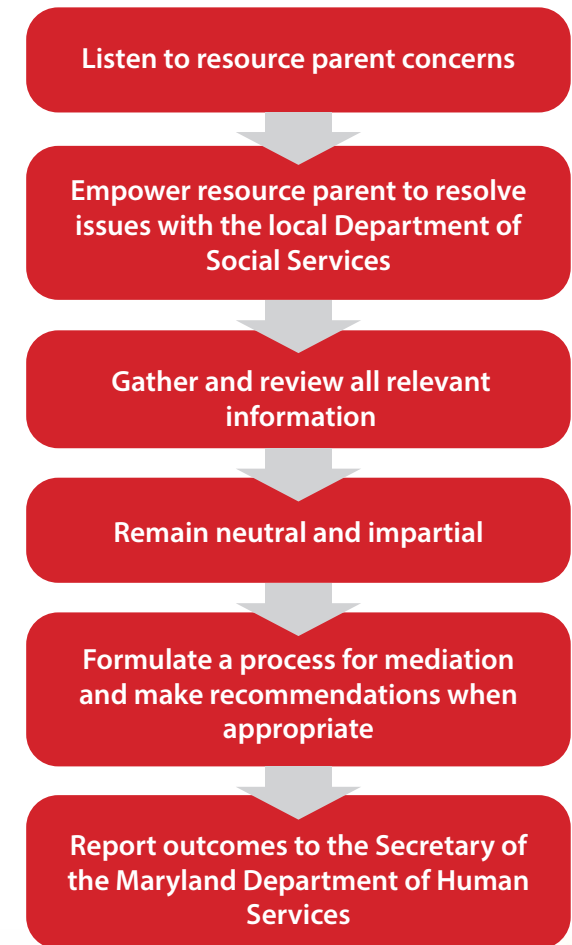 Listen to resource parent concerns
Empower resource parent to resolve
issues with the local Department of
Social Services
Gather and review all relevant
information
Remain neutral and impartial
Formulate a process for mediation
and make recommendations when
appropriate
Report outcomes to the Secretary of
the Maryland Department of Human
Services